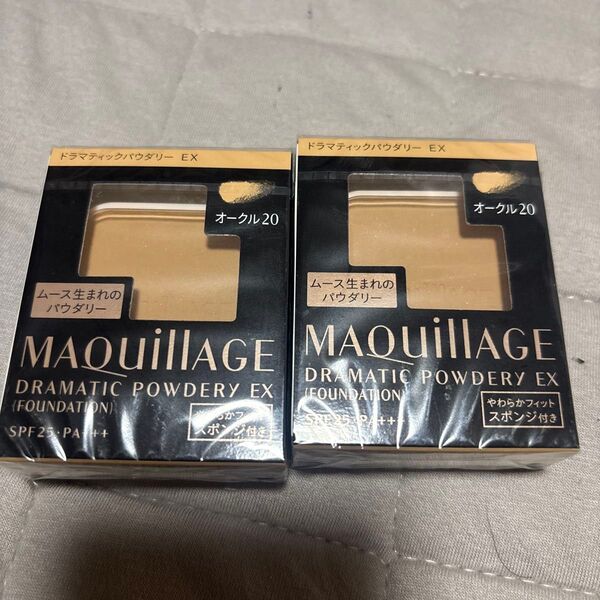 ドラマティックパウダリー EX
オークル20
ムース生まれの
パウダリー
MAQuillAGE
DRAMATIC POWDERY EX
(FOUNDATION)
SPF25・PA+++
やわらかフィット
スポンジ付き
ドラマティックパウダリー EX
オークル20
ムース生まれの
パウダリー
MAQuillAGE
DRAMATIC POWDERY EX
(FOUNDATION)
SPF25・PA+++
やわらかフィット
スポンジ付き